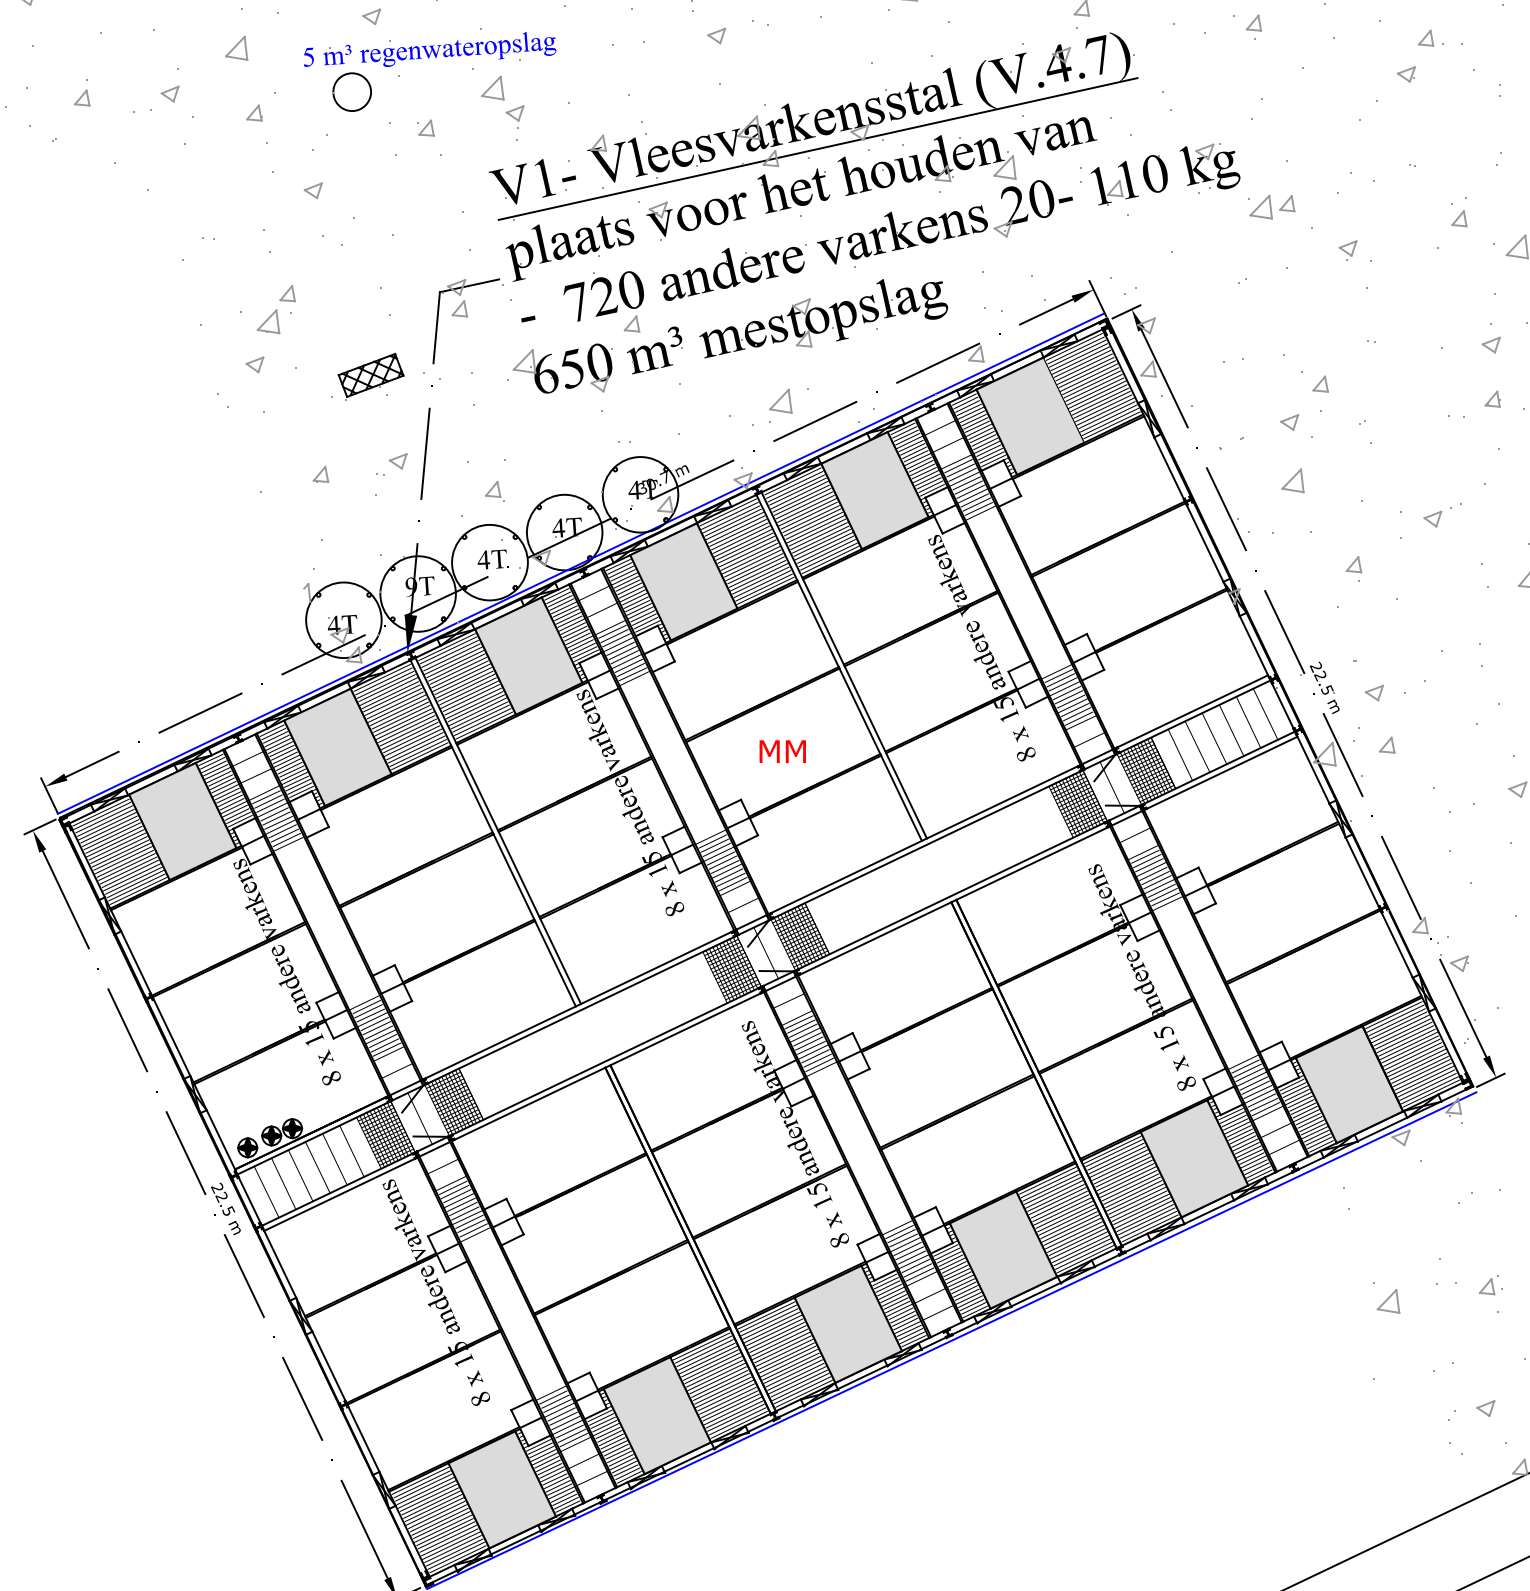 5 m³ regenwateropslag
V1- Vleesvarkensstal (V.4.7)
plaats voor het houden van
- 720 andere varkens 20- 110 kg
650 m³ mestopslag
30.7 m
4T
4T
4T
9T
4T
8 x 15 andere varkens
8 x 15 andere varkens
8 x 15 andere varkens
MM
22.5 m
8 x 15 andere varkens
8 x 15 andere varkens
8 x 15 andere varkens
22.5 m